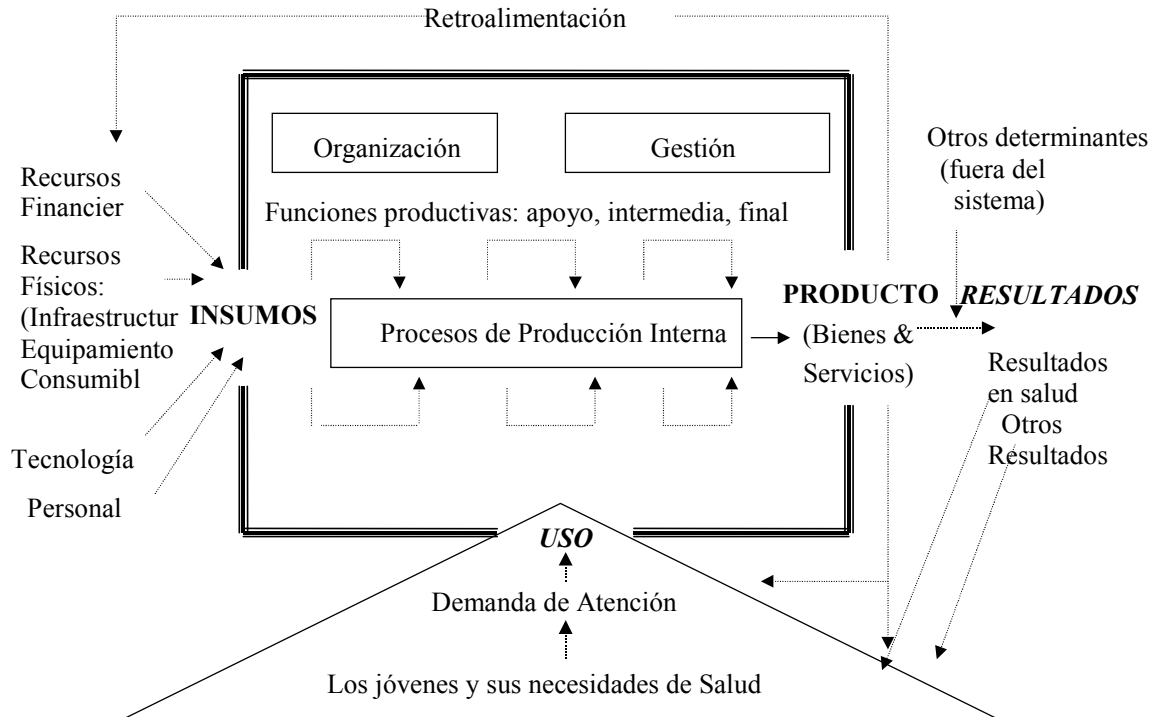 Retroalimentación
Organización
Gestión
Otros determinantes
(fuera del
sistema)
Recursos
Financier
Funciones productivas: apoyo, intermedia, final
Recursos
Físicos:
(Infraestructur
Equipamiento
Consumibl
INSUMOS
Procesos de Producción Interna
PRODUCTO
(Bienes &
Servicios)
RESULTADOS
Resultados
en salud
Otros
Resultados
Tecnología
Personal
USO
Demanda de Atención
Los jóvenes y sus necesidades de Salud